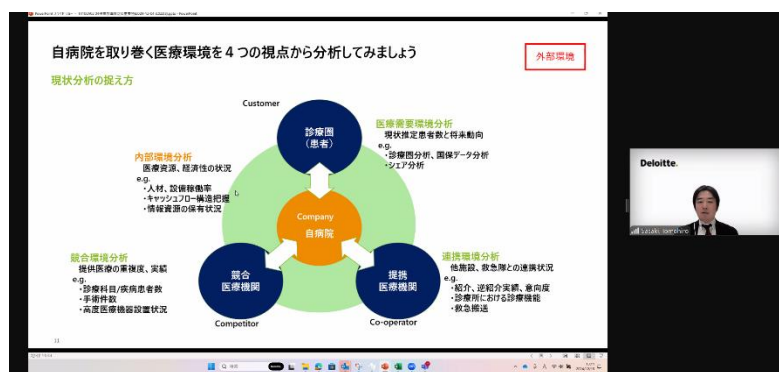 自病院を取り巻く医療環境を4つの視点から分析してみましょう
外部環境
現状分析の捉え方
Customer
診療圏
(患者)
医療需要環境分析
現状推定患者数と将来動向
e.g.
・診療圏分析、国保データ分析
・シェア分析
内部環境分析
医療資源、経済性の状況
e.g.
・人材、設備稼働率
・キャッシュフロー構造把握
・情報資源の保有状況
Company
自病院
競合環境分析
提供医療の重複度、実績
e.g.
・診療科目/疾病患者数
・手術件数
・高度医療機器設置状況
競合
医療機関
Competitor
提携
医療機関
Co-operator
連携環境分析
他施設、救急隊との連携状況
e.g.
・紹介、逆紹介実績、意向度
・診療所における診療機能
・救急搬送
Deloitte.